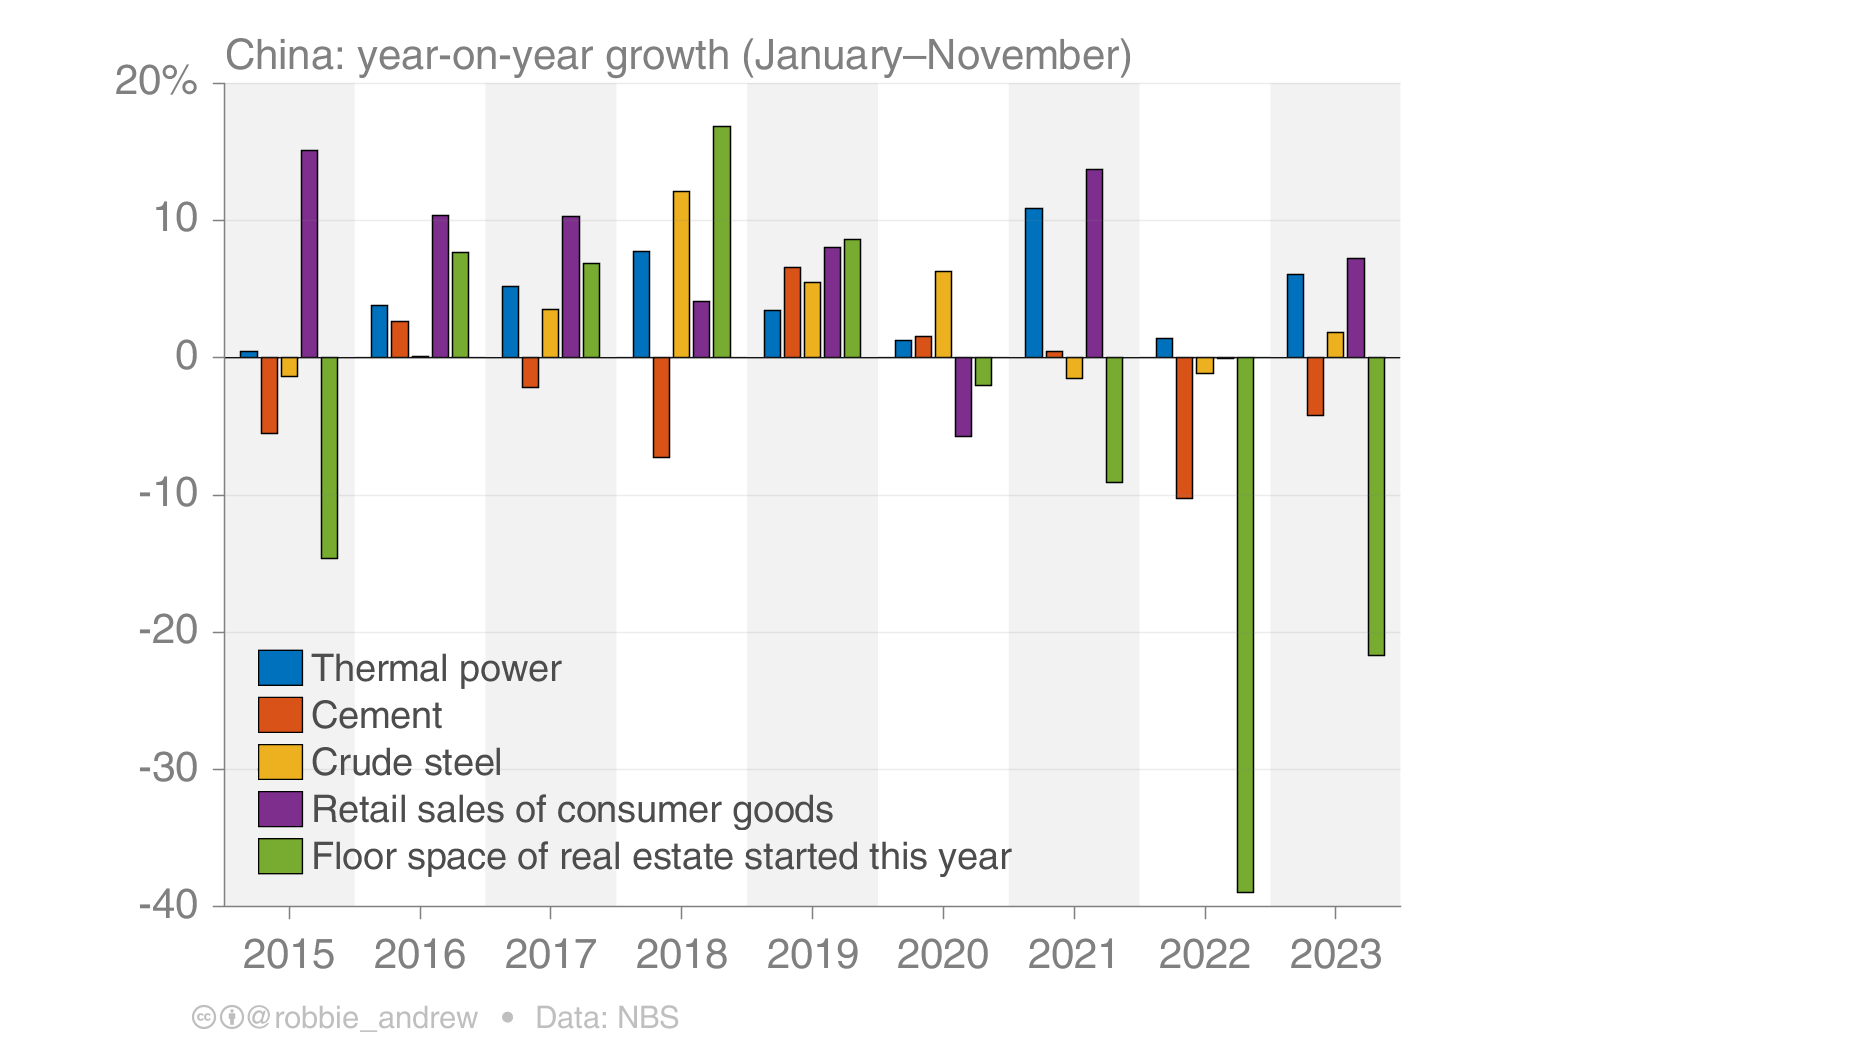 China: year-on-year growth (January–November)
20%
10
0
-10
-20
-30
-40
Thermal power
Cement
Crude steel
Retail sales of consumer goods
Floor space of real estate started this year
2015 2016 2017 2018 2019 2020 2021 2022 2023
cc @robbie_andrew • Data: NBS